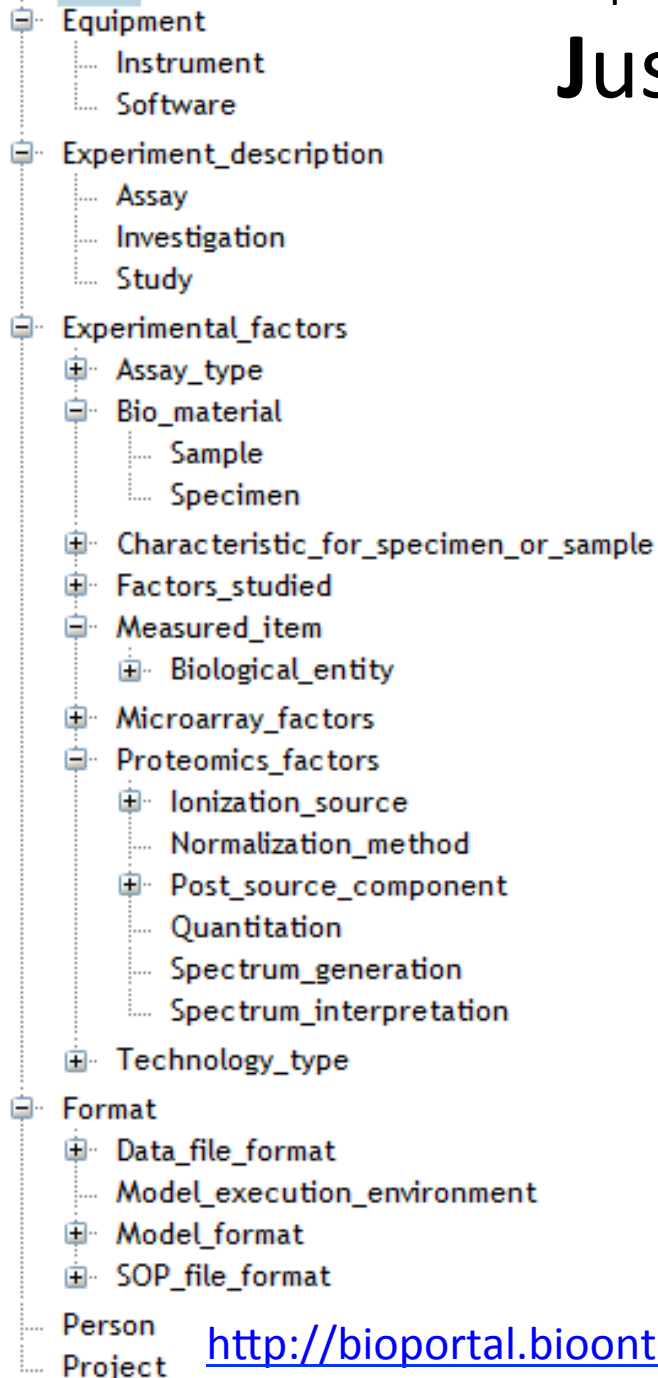 Equipment
Jus
Instrument
Software
Experiment_description
Assay
Investigation
Study
Experimental_factors
Assay_type
Bio_material
Sample
Specimen
Characteristic_for_specimen_or_sample
Factors_studied
Measured_item
Biological_entity
Microarray_factors
Proteomics_factors
Ionization_source
Normalization_method
Post_source_component
Quantitation
Spectrum_generation
Spectrum_interpretation
Technology_type
Format
Data_file_format
Model_execution_environment
Model_format
SOP_file_format
Person
http://bioportal.bioont
Project